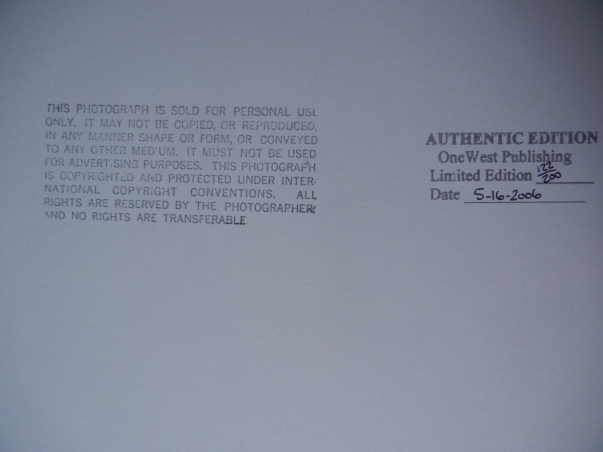 THIS PHOTOGRAPH IS SOLD FOR PERSONAL USE
ONLY. IT MAY NOT BE COPIED, OR REPRODUCED,
IN ANY MANNER SHAPE OR FORM, OR CONVEYED
TO ANY OTHER MEDIUM. IT MUST NOT BE USED
FOR ADVERTISING PURPOSES. THIS PHOTOGRAPH
IS COPYRIGHTED AND PROTECTED UNDER INTER-
NATIONAL COPYRIGHT CONVENTIONS. ALL
RIGHTS ARE RESERVED BY THE PHOTOGRAPHER
AND NO RIGHTS ARE TRANSFERABLE.
AUTHENTIC EDITION
OneWest Publishing
Limited Edition 122/200
Date 5-16-2006